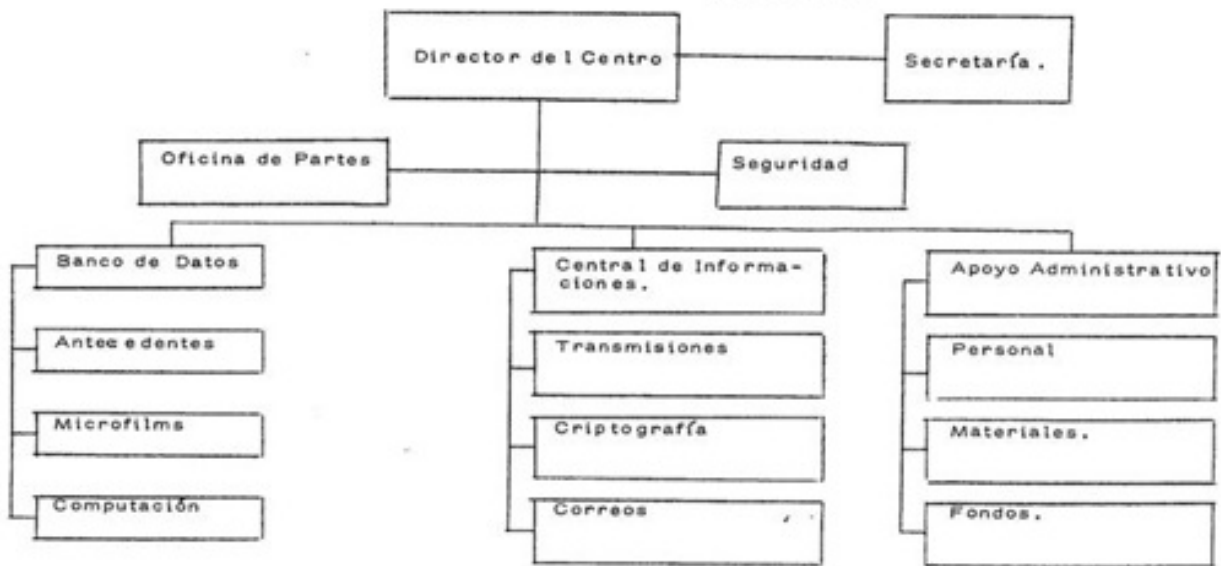 Director del Centro
Secretaría.
Oficina de Partes
Seguridad
Banco de Datos
Central de Informa-
ciones.
Apoyo Administrativo
Antecedentes
Transmisiones
Personal
Microfilms
Criptografía
Materiales.
Computación
Correos
Fondos.